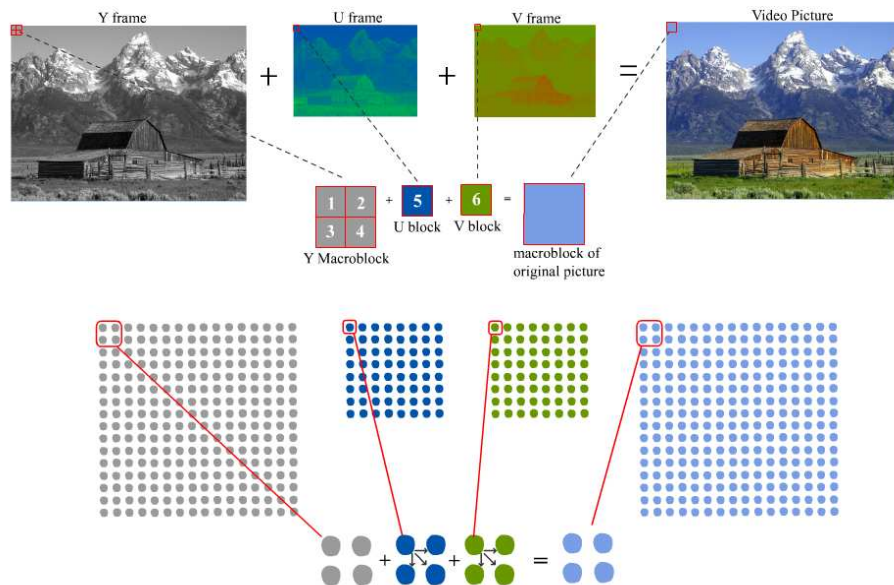 Y frame
U frame
V frame
Video Picture
+
+
=
1 2
3 4
+
5
+
6
=
U block
V block
Y Macroblock
macroblock of
original picture
+
+
=